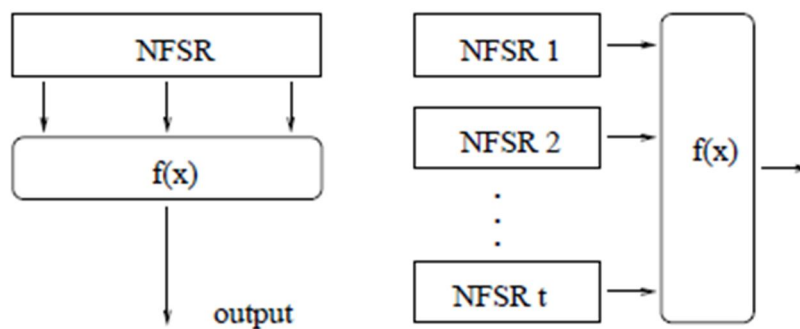 NFSR
f(x)
output
NFSR 1
NFSR 2
NFSR t
f(x)